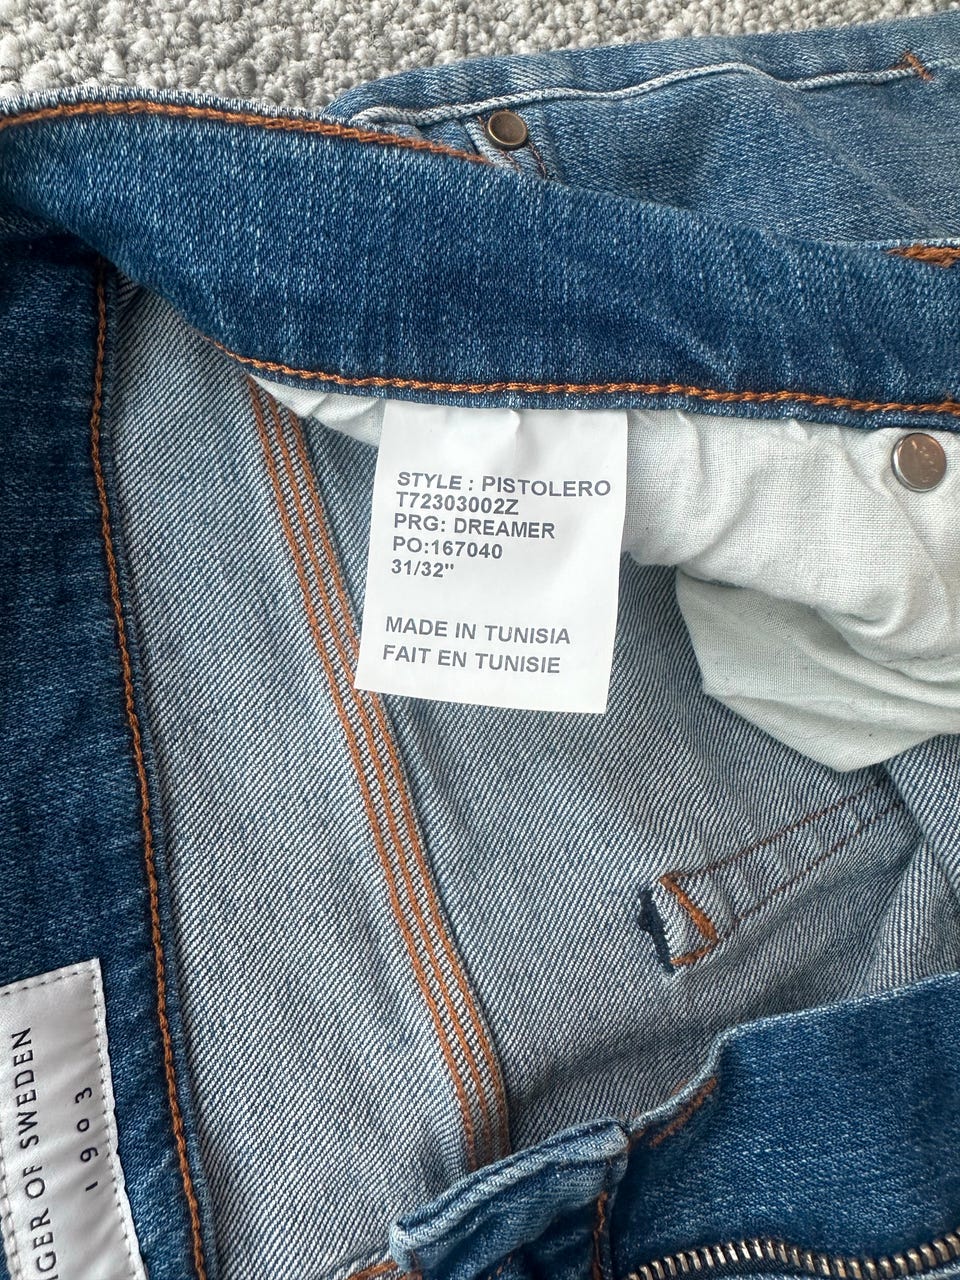 STYLE : PISTOLERO
T72303002Z
PRG: DREAMER
PO:167040
31/32"
MADE IN TUNISIA
FAIT EN TUNISIE
IGER OF SWEDEN
1903